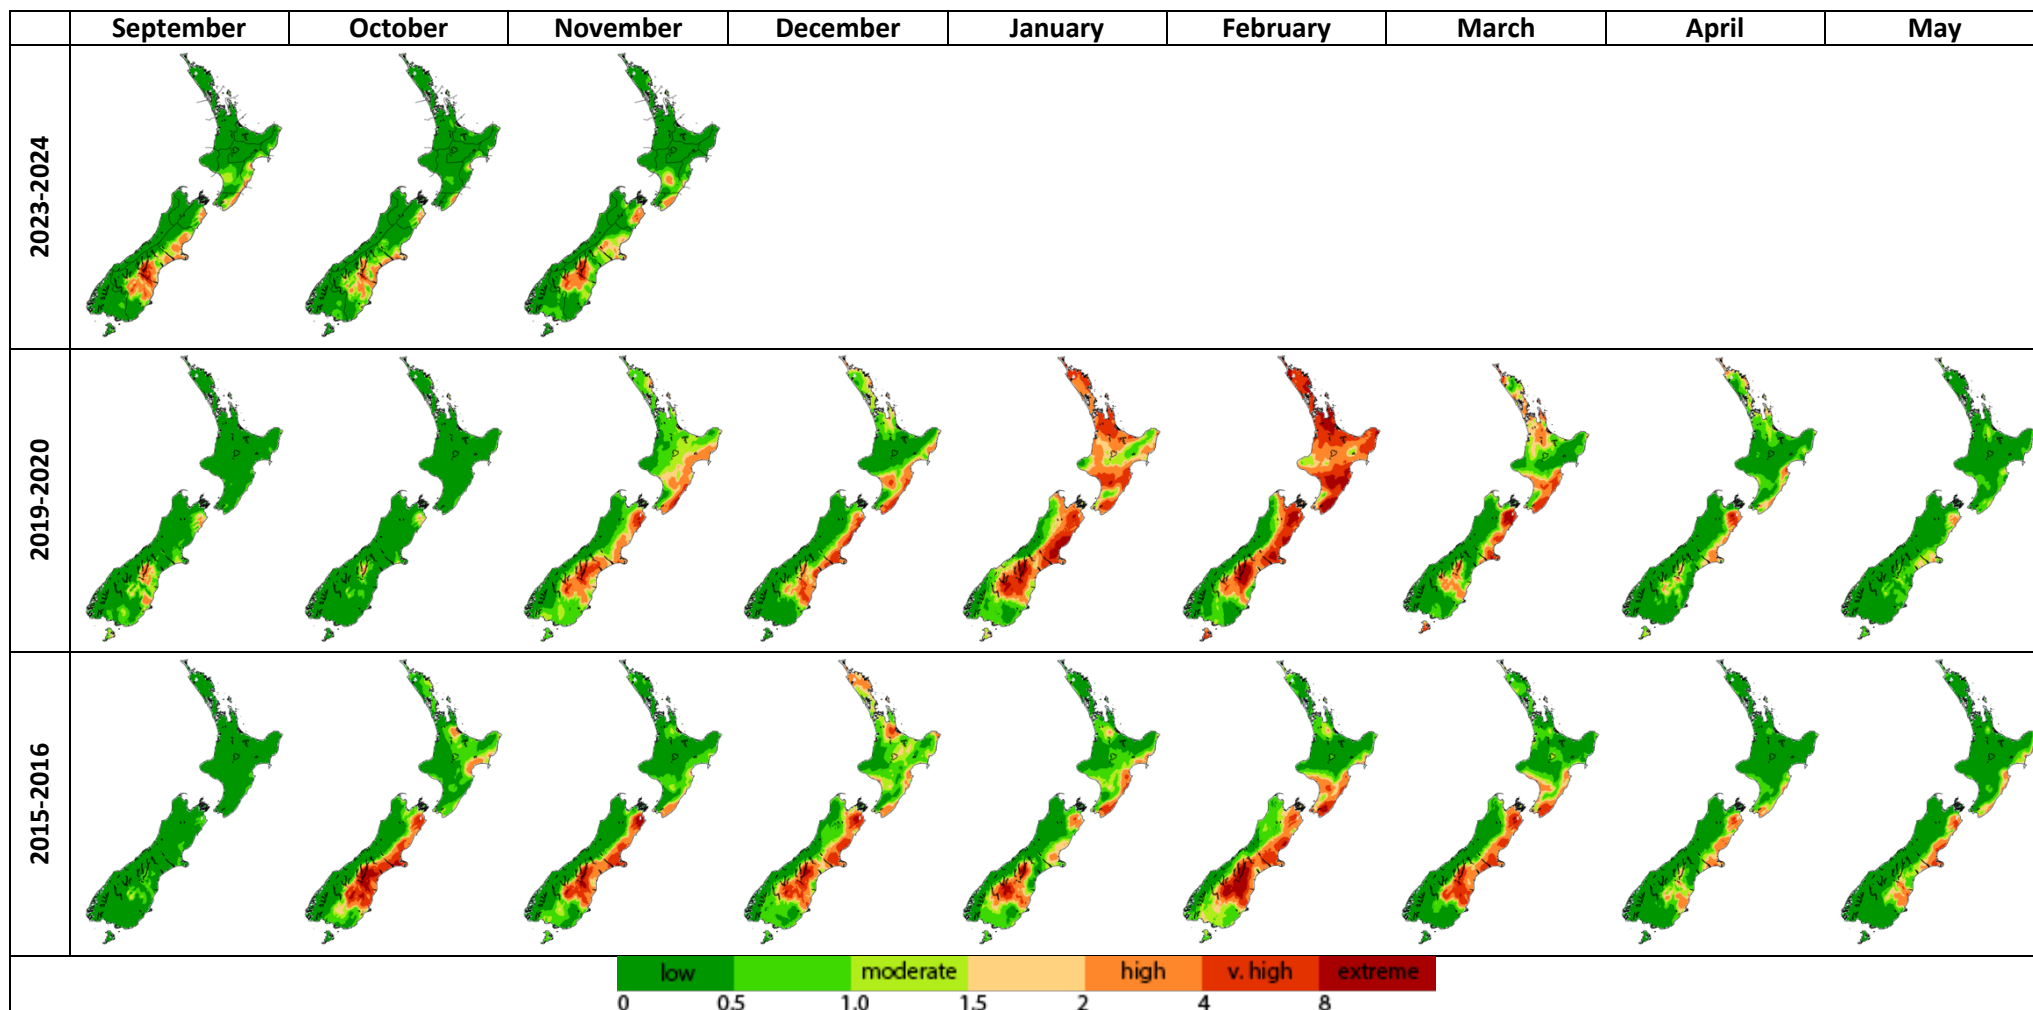 September October November December January February March April May
2023-2024
2019-2020
2015-2016
low moderate high v. high extreme
0 0.5 1.0 1.5 2 4 8